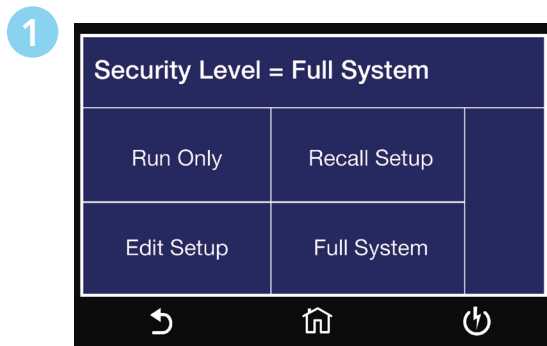 1
Security Level = Full System
Run Only
Recall Setup
Edit Setup
Full System